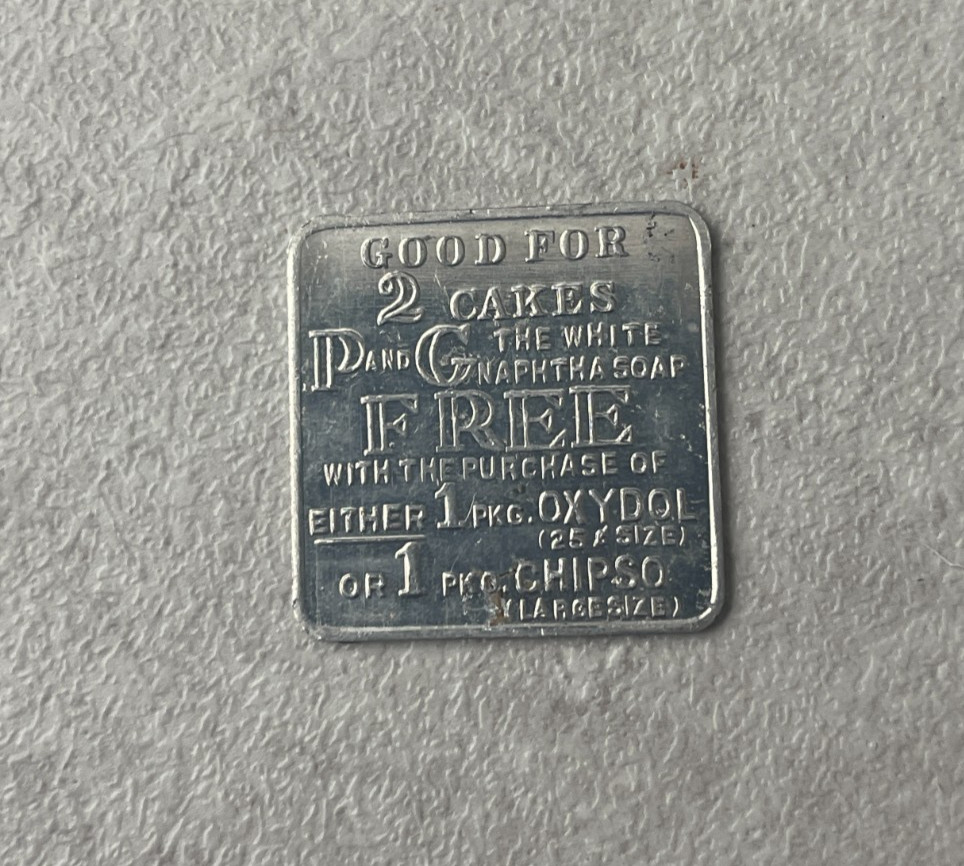 GOOD FOR
2 CAKES
P AND G THE WHITE
NAPHTHA SOAP
FREE
WITH THE PURCHASE OF
EITHER 1 PKG. OXYDOL
(25¢ SIZE)
OR 1 PKG. CHIPSO
(LARGE SIZE)